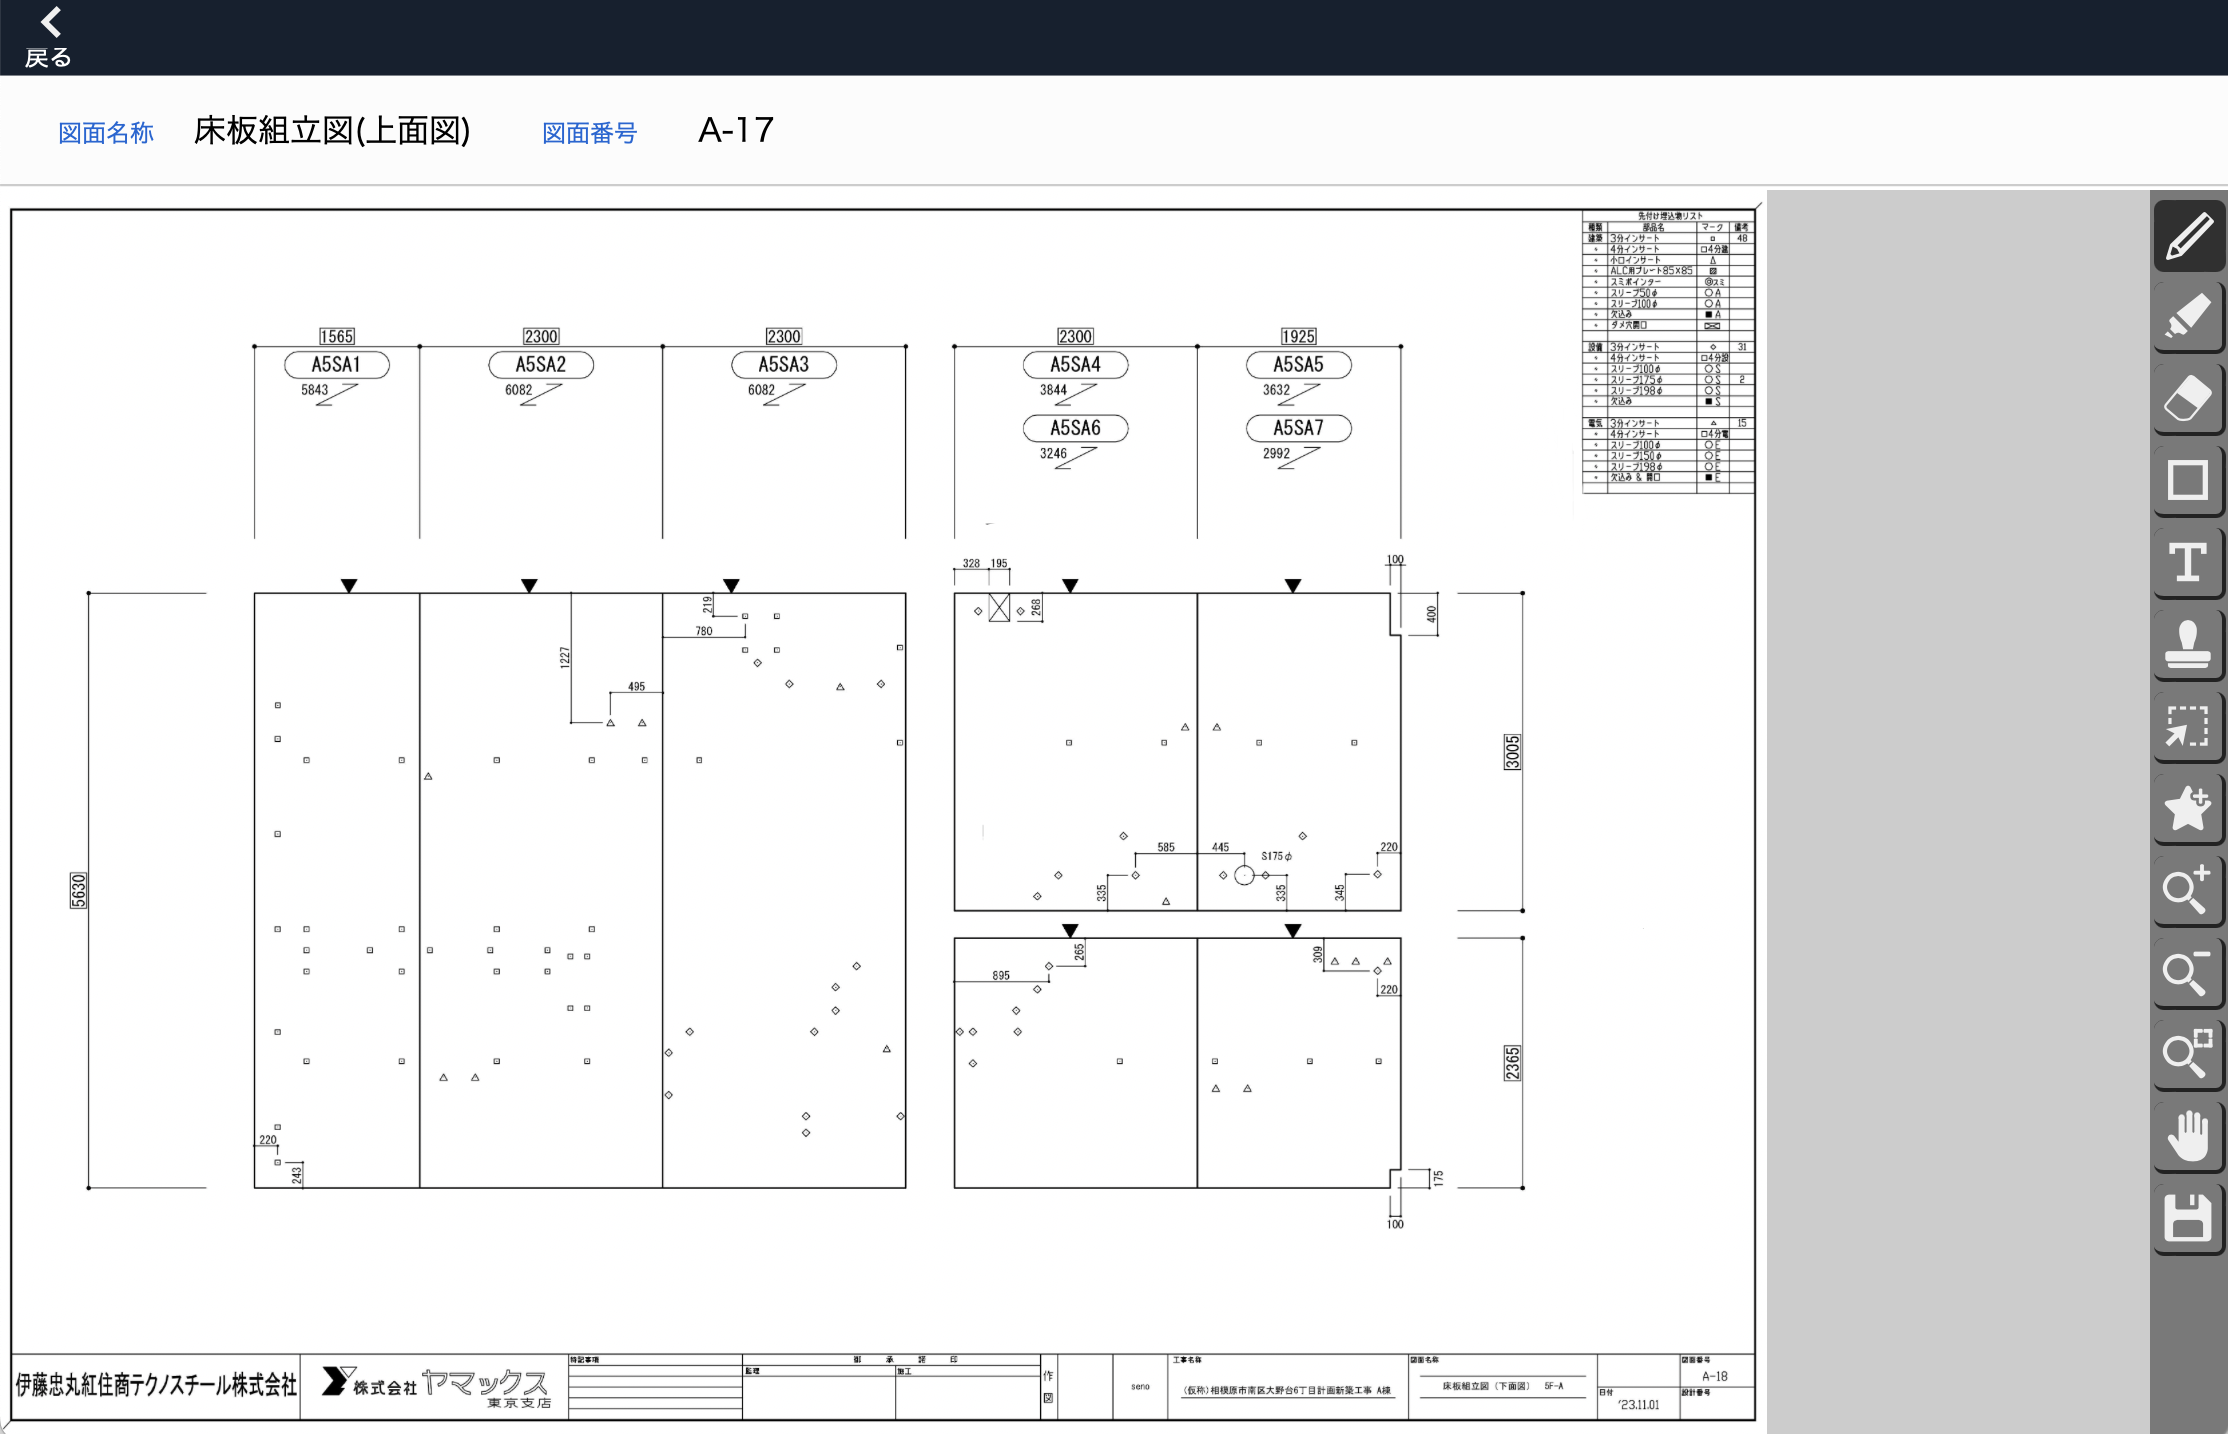 戻る
図面名称 床板組立図(上面図) 図面番号 A-17
先付け埋込物リスト
種類 部品名 マーク 備考
建築 3分インサート □ 48
〃 4分インサート □4分建
〃 小口インサート △
〃 ALC用プレート85×85
〃 スミポインター ◎スミ
〃 スリーブ50φ ○A
〃 スリーブ100φ ○A
〃 欠込み ■A
〃 ダメ穴開口
設備 3分インサート ◇ 31
〃 4分インサート □4分設
〃 スリーブ100φ ○S
〃 スリーブ175φ ○S 2
〃 スリーブ198φ ○S
〃 欠込み ■S
電気 3分インサート △ 15
〃 4分インサート □4分電
〃 スリーブ100φ ○E
〃 スリーブ150φ ○E
〃 スリーブ198φ ○E
〃 欠込み & 開口 ■E
1565 2300 2300 2300 1925
A5SA1 A5SA2 A5SA3 A5SA4 A5SA5
5843 6082 6082 3844 3632
A5SA6 A5SA7
3246 2992
328 195 100
219 268 400
780
1227
495
3005
585 445 S175φ 220
335 335 345
5630
265 309
895
220
2365
220
243
175
100
伊藤忠丸紅住商テクノスチール株式会社
株式会社 ヤマックス
東京支店
特記事項
御承認印
監理 施工
作図
seno
工事名称
(仮称)相模原市南区大野台6丁目計画新築工事 A棟
図面名称
床板組立図(下面図) 5F-A
日付
'23.11.01
図面番号
A-18
設計番号